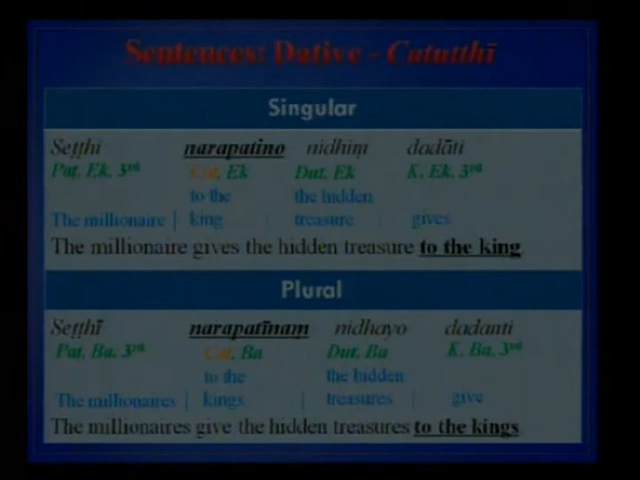 Sentences: Dative - Catutthī
Singular
Seṭṭhi narapatino nidhiṃ dadāti
Pat. Ek. 3rd Cat. Ek Dut. Ek K. Ek. 3rd
to the the hidden
The millionaire | king | treasure | gives
The millionaire gives the hidden treasure to the king.
Plural
Seṭṭhī narapatīnaṃ nidhayo dadanti
Pat. Ba. 3rd Cat. Ba Dut. Ba K. Ba. 3rd
to the the hidden
The millionaires | kings | treasures | give
The millionaires give the hidden treasures to the kings.